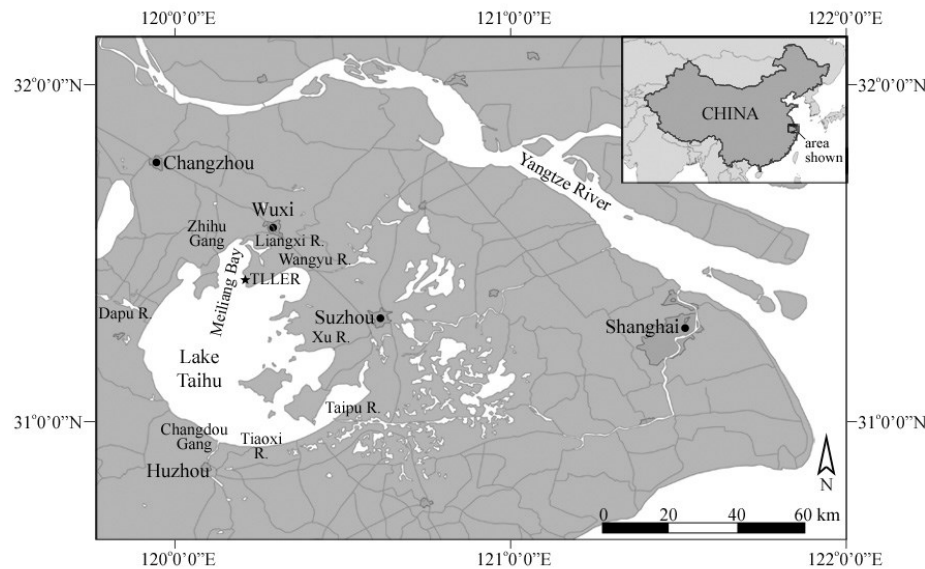 120°0’0”E 121°0’0”E 122°0’0”E
32°0’0”N 32°0’0”N
CHINA
area
shown
Changzhou
Yangtze River
Wuxi
Zhihu
Gang
Liangxi R.
Wangyu R.
Meiliang Bay
TLLER
Dapu R.
Suzhou
Shanghai
Xu R.
Lake
Taihu
Taipu R.
31°0’0”N 31°0’0”N
Changdou
Gang
Tiaoxi
R.
Huzhou
N
0 20 40 60 km
120°0’0”E 121°0’0”E 122°0’0”E